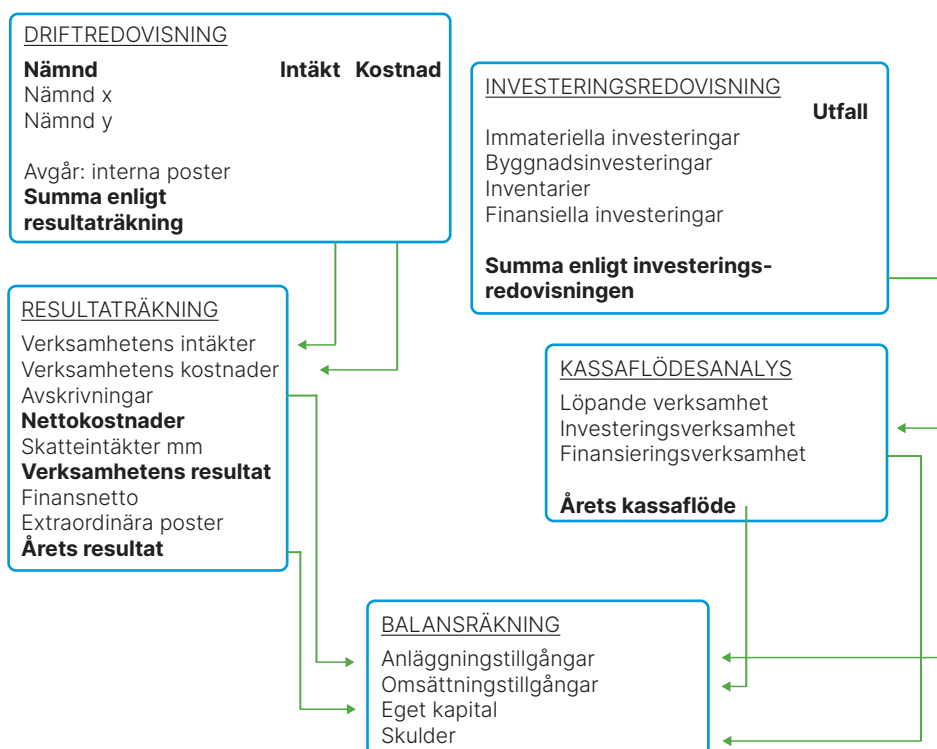 DRIFTREDOVISNING
Nämnd Intäkt Kostnad
Nämnd x
Nämnd y
Avgår: interna poster
Summa enligt
resultaträkning
INVESTERINGSREDOVISNING
Utfall
Immateriella investeringar
Byggnadsinvesteringar
Inventarier
Finansiella investeringar
Summa enligt investerings-
redovisningen
RESULTATRÄKNING
Verksamhetens intäkter
Verksamhetens kostnader
Avskrivningar
Nettokostnader
Skatteintäkter mm
Verksamhetens resultat
Finansnetto
Extraordinära poster
Årets resultat
KASSAFLÖDESANALYS
Löpande verksamhet
Investeringsverksamhet
Finansieringsverksamhet
Årets kassaflöde
BALANSRÄKNING
Anläggningstillgångar
Omsättningstillgångar
Eget kapital
Skulder